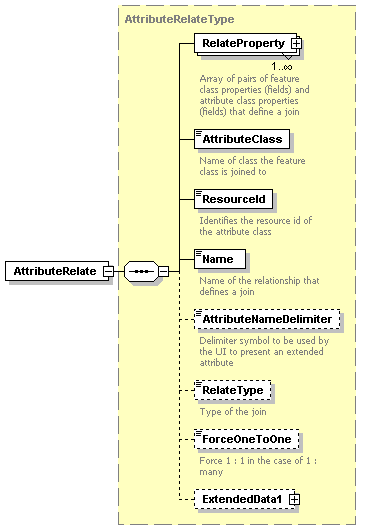 AttributeRelateType
RelateProperty
1..∞
Array of pairs of feature
class properties (fields) and
attribute class properties
(fields) that define a join
AttributeClass
Name of class the feature
class is joined to
ResourceId
Identifies the resource id of
the attribute class
AttributeRelate
Name
Name of the relationship that
defines a join
AttributeNameDelimiter
Delimiter symbol to be used by
the UI to present an extended
attribute
RelateType
Type of the join
ForceOneToOne
Force 1 : 1 in the case of 1 :
many
ExtendedData1